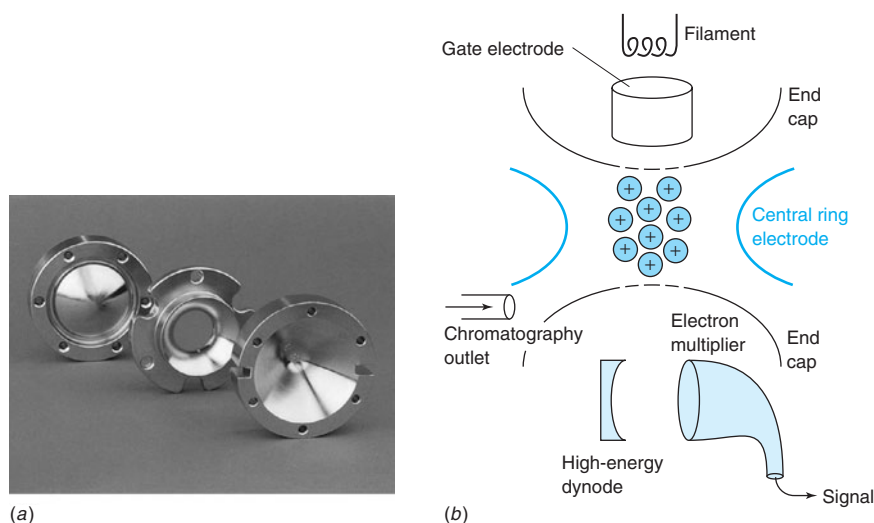 Filament
Gate electrode
End
cap
Central ring
electrode
Chromatography
outlet
Electron
multiplier
End
cap
High-energy
dynode
Signal
(a)
(b)
+
+
+
+
+
+
+
+
+